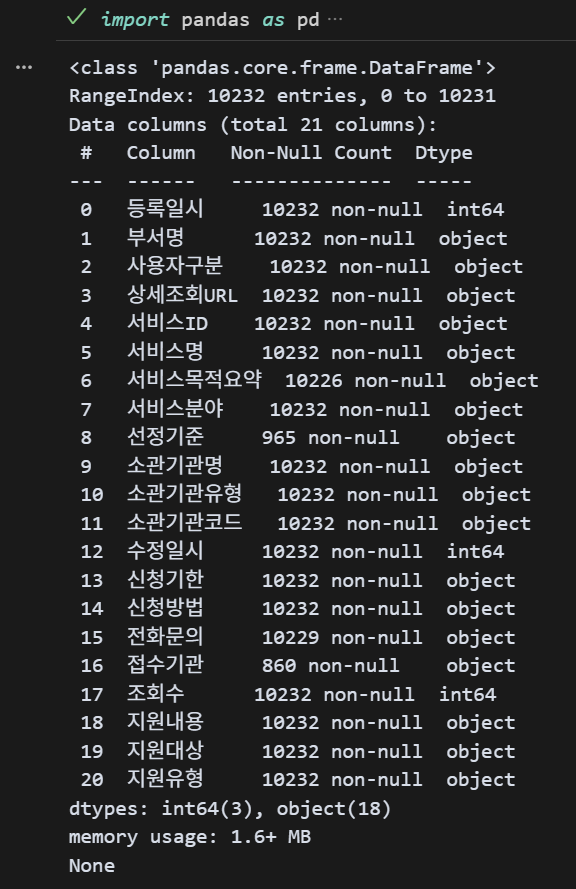 import pandas as pd ...
<class 'pandas.core.frame.DataFrame'>
RangeIndex: 10232 entries, 0 to 10231
Data columns (total 21 columns):
 #   Column   Non-Null Count  Dtype
---  ------   --------------  -----
 0   등록일시     10232 non-null  int64
 1   부서명      10232 non-null  object
 2   사용자구분    10232 non-null  object
 3   상세조회URL  10232 non-null  object
 4   서비스ID    10232 non-null  object
 5   서비스명     10232 non-null  object
 6   서비스목적요약  10226 non-null  object
 7   서비스분야    10232 non-null  object
 8   선정기준     965 non-null    object
 9   소관기관명    10232 non-null  object
 10  소관기관유형   10232 non-null  object
 11  소관기관코드   10232 non-null  object
 12  수정일시     10232 non-null  int64
 13  신청기한     10232 non-null  object
 14  신청방법     10232 non-null  object
 15  전화문의     10229 non-null  object
 16  접수기관     860 non-null    object
 17  조회수      10232 non-null  int64
 18  지원내용     10232 non-null  object
 19  지원대상     10232 non-null  object
 20  지원유형     10232 non-null  object
dtypes: int64(3), object(18)
memory usage: 1.6+ MB
None